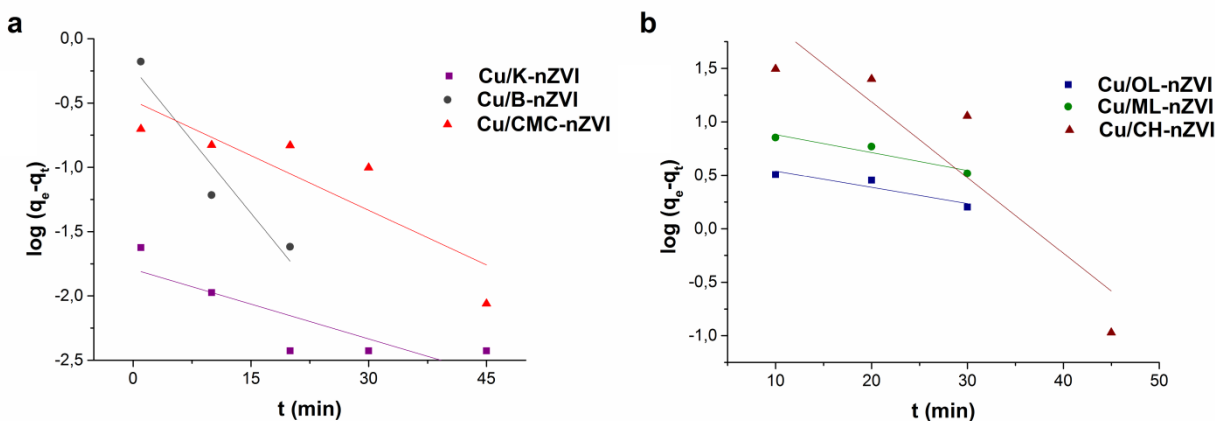 a
0,0
-0,5
-1,0
-1,5
-2,0
-2,5
log (qₑ-qₜ)
0
15
30
45
t (min)
Cu/K-nZVI
Cu/B-nZVI
Cu/CMC-nZVI
b
1,5
1,0
0,5
0,0
-0,5
-1,0
log (qₑ-qₜ)
10
20
30
40
50
t (min)
Cu/OL-nZVI
Cu/ML-nZVI
Cu/CH-nZVI